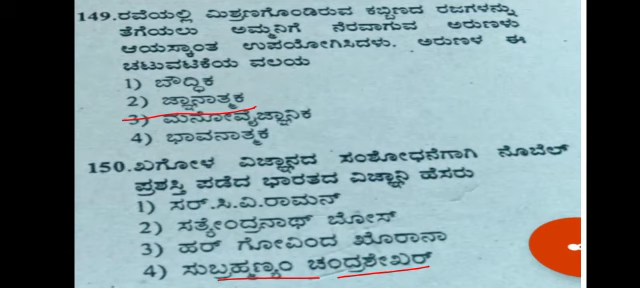 149.ರವೆಯಲ್ಲಿ ಮಿಶ್ರಣಗೊಂಡಿರುವ ಕಬ್ಬಿಣದ ರಜಗಳನ್ನು
ತೆಗೆಯಲು ಅಮ್ಮನಿಗೆ ನೆರವಾಗುವ ಅರುಣಳು
ಆಯಸ್ಕಾಂತ ಉಪಯೋಗಿಸಿದಳು. ಅರುಣಳ ಈ
ಚಟುವಟಿಕೆಯ ವಲಯ
1) ಬೌದ್ಧಿಕ
2) ಜ್ಞಾನಾತ್ಮಕ
3) ಮನೋವೈಜ್ಞಾನಿಕ
4) ಭಾವನಾತ್ಮಕ
150.ಖಗೋಳ ವಿಜ್ಞಾನದ ಸಂಶೋಧನೆಗಾಗಿ ನೊಬೆಲ್
ಪ್ರಶಸ್ತಿ ಪಡೆದ ಭಾರತದ ವಿಜ್ಞಾನಿ ಹೆಸರು
1) ಸರ್.ಸಿ.ವಿ.ರಾಮನ್
2) ಸತ್ಯೇಂದ್ರನಾಥ್ ಬೋಸ್
3) ಹರ್ ಗೋವಿಂದ ಖೊರಾನಾ
4) ಸುಬ್ರಹ್ಮಣ್ಯಂ ಚಂದ್ರಶೇಖರ್